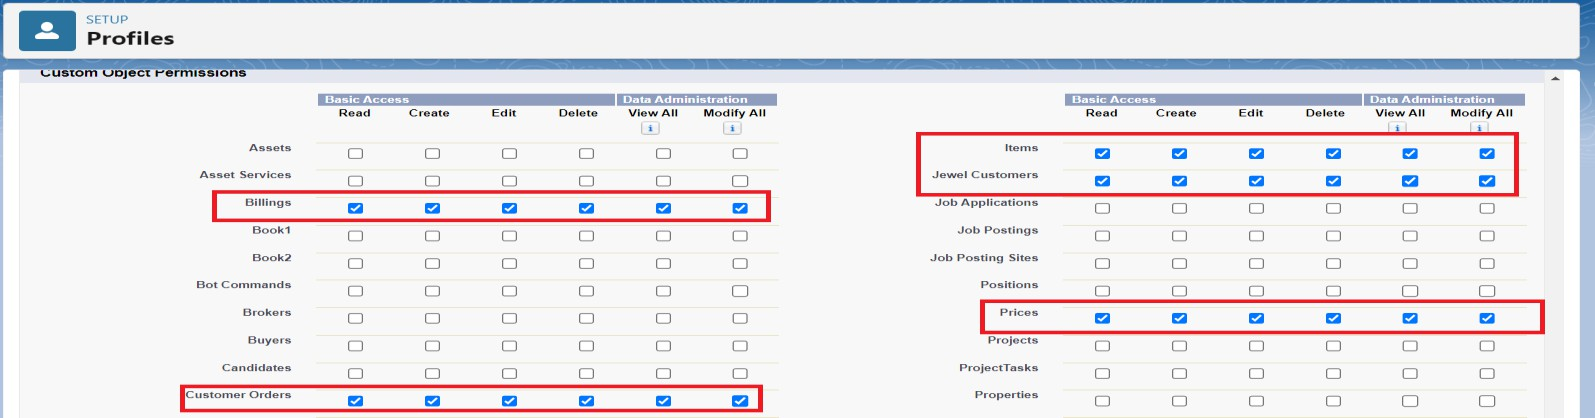 SETUP
Profiles
Custom Object Permissions
Basic Access Data Administration
Read Create Edit Delete View All Modify All
i i
Assets
Asset Services
Billings
Book1
Book2
Bot Commands
Brokers
Buyers
Candidates
Customer Orders
Basic Access Data Administration
Read Create Edit Delete View All Modify All
i i
Items
Jewel Customers
Job Applications
Job Postings
Job Posting Sites
Positions
Prices
Projects
ProjectTasks
Properties